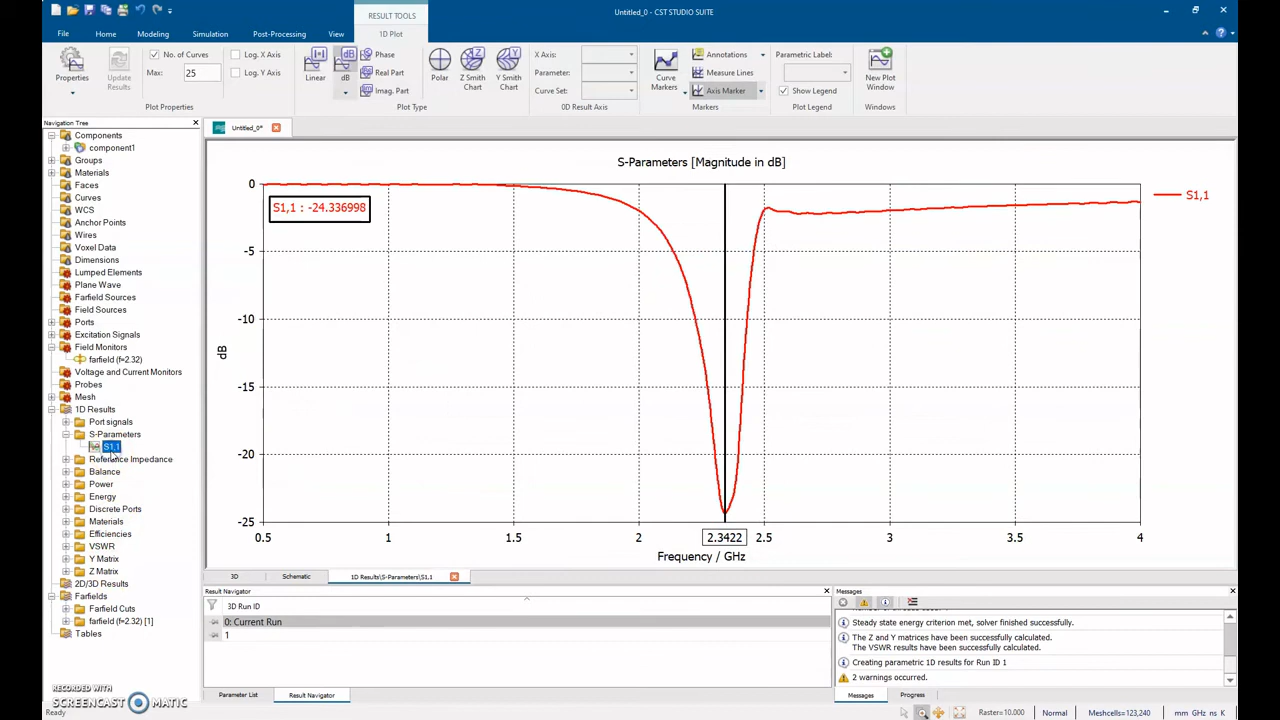 Untitled_0 - CST STUDIO SUITE
RESULT TOOLS
File
Home
Modeling
Simulation
Post-Processing
View
1D Plot
Properties
Update
Results
No. of Curves
Max:
25
Log. X Axis
Log. Y Axis
Plot Properties
Linear
dB
dB
Phase
Real Part
Imag. Part
Polar
Z Smith
Chart
Y Smith
Chart
Plot Type
X Axis:
Parameter:
Curve Set:
0D Result Axis
Curve
Markers
Annotations
Measure Lines
Axis Marker
Markers
Parametric Label:
Show Legend
Plot Legend
New Plot
Window
Windows
Navigation Tree
Components
component1
Groups
Materials
Faces
Curves
WCS
Anchor Points
Wires
Voxel Data
Dimensions
Lumped Elements
Plane Wave
Farfield Sources
Field Sources
Ports
Excitation Signals
Field Monitors
farfield (f=2.32)
Voltage and Current Monitors
Probes
Mesh
1D Results
Port signals
S-Parameters
S1,1
Reference Impedance
Balance
Power
Energy
Discrete Ports
Materials
Efficiencies
VSWR
Y Matrix
Z Matrix
2D/3D Results
Farfields
Farfield Cuts
farfield (f=2.32) [1]
Tables
Untitled_0*
S-Parameters [Magnitude in dB]
S1,1 : -24.336998
S1,1
0
-5
-10
-15
-20
-25
dB
0.5
1
1.5
2
2.3422
2.5
3
3.5
4
Frequency / GHz
3D
Schematic
1D Results\S-Parameters\S1,1
Result Navigator
3D Run ID
0: Current Run
1
Parameter List
Result Navigator
Messages
Steady state energy criterion met, solver finished successfully.
The Z and Y matrices have been successfully calculated.
The VSWR results have been successfully calculated.
Creating parametric 1D results for Run ID 1
2 warnings occurred.
Messages
Progress
RECORDED WITH
SCREENCAST MATIC
Ready
Raster=10.000
Normal
Meshcells=123,240
mm GHz ns K